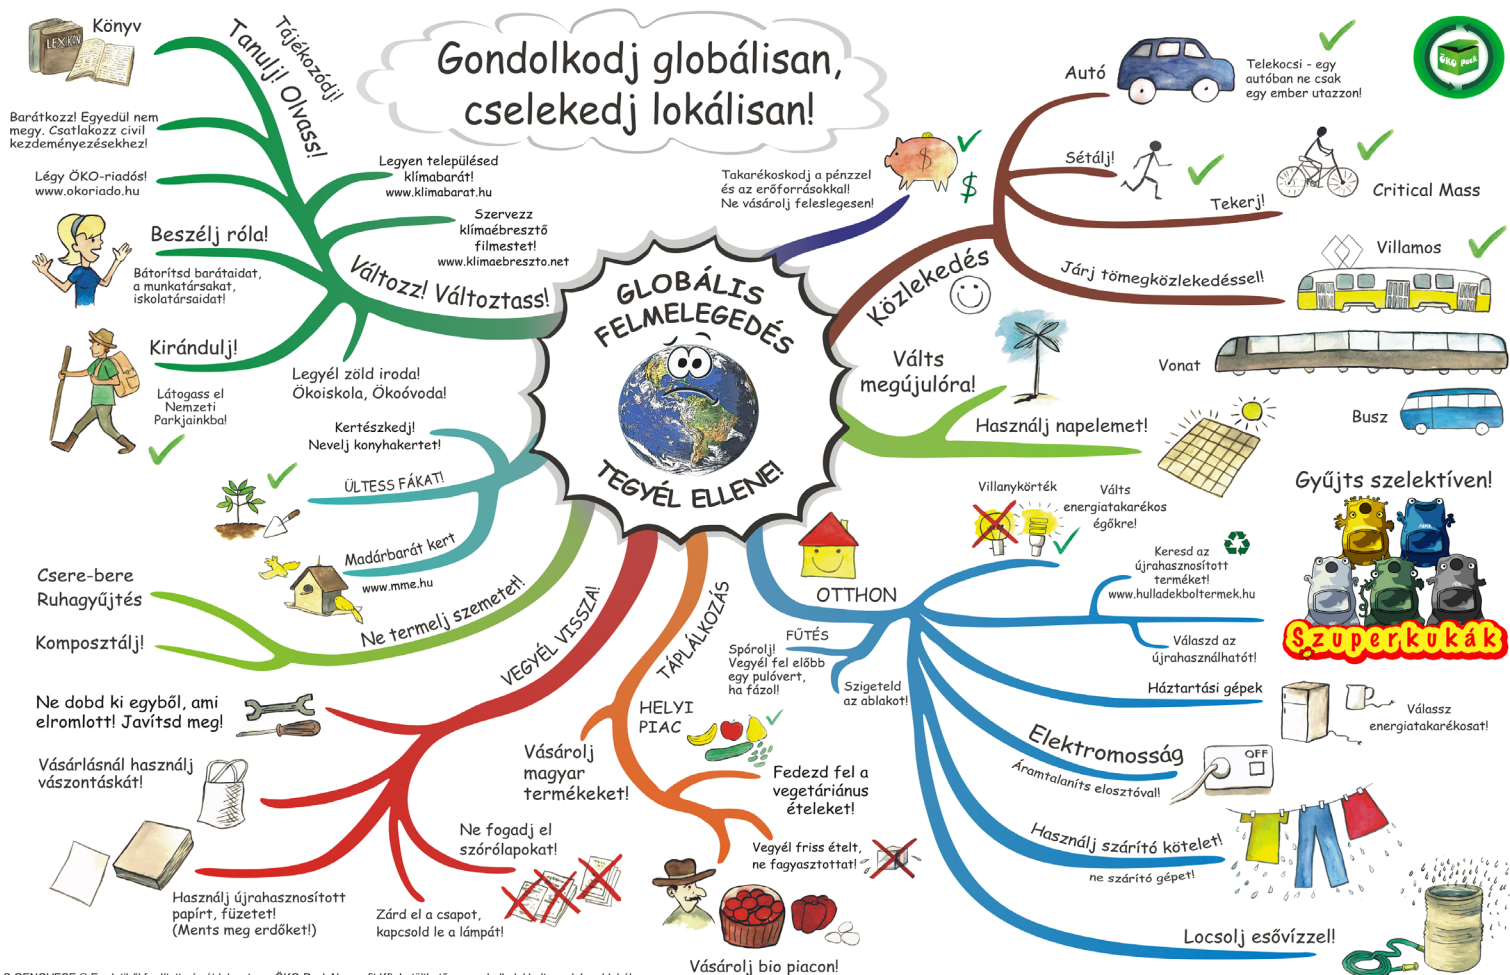 Gondolkodj globálisan,
cselekedj lokálisan!
GLOBÁLIS
FELMELEGEDÉS
TEGYÉL ELLENE!
Könyv
LEXIKON
Tájékozódj!
Tanulj! Olvass!
Barátkozz! Egyedül nem
megy. Csatlakozz civil
kezdeményezésekhez!
Légy ÖKO-riadós!
www.okoriado.hu
Beszélj róla!
Bátorítsd barátaidat,
a munkatársakat,
iskolatársaidat!
Kirándulj!
Látogass el
Nemzeti
Parkjainkba!
Legyen településed
klímabarát!
www.klimabarat.hu
Szervezz
klímaébresztő
filmestet!
www.klimaebreszto.net
Változz! Változtass!
Legyél zöld iroda!
Ökoiskola, Ökoóvoda!
Kertészkedj!
Nevelj konyhakertet!
ÜLTESS FÁKAT!
Madárbarát kert
www.mme.hu
Csere-bere
Ruhagyűjtés
Komposztálj!
Ne termelj szemetet!
VEGYÉL VISSZA!
Ne dobd ki egyből, ami
elromlott! Javítsd meg!
Vásárlásnál használj
vászontáskát!
Használj újrahasznosított
papírt, füzetet!
(Ments meg erdőket!)
Zárd el a csapot,
kapcsold le a lámpát!
Ne fogadj el
szórólapokat!
TÁPLÁLKOZÁS
HELYI
PIAC
Vásárolj
magyar
termékeket!
Fedezd fel a
vegetáriánus
ételeket!
Vegyél friss ételt,
ne fagyasztottat!
Vásárolj bio piacon!
Takarékoskodj a pénzzel
és az erőforrásokkal!
Ne vásárolj feleslegesen!
$
$
Közlekedés
Autó
Telekocsi - egy
autóban ne csak
egy ember utazzon!
ÖKO Pack
Sétálj!
Tekerj!
Critical Mass
Járj tömegközlekedéssel!
Villamos
Vonat
Busz
Válts
megújulóra!
Használj napelemet!
OTTHON
Villanykörték
Válts
energiatakarékos
égőkre!
Keresd az
újrahasznosított
terméket!
www.hulladekboltermek.hu
Válaszd az
újrahasználhatót!
Gyűjts szelektíven!
Szuperkukák
FŰTÉS
Spórolj!
Vegyél fel előbb
egy pulóvert,
ha fázol!
Szigeteld
az ablakot!
Háztartási gépek
Válassz
energiatakarékosat!
Elektromosság
Áramtalaníts elosztóval!
OFF
Használj szárító kötelet!
ne szárító gépet!
Locsolj esővízzel!